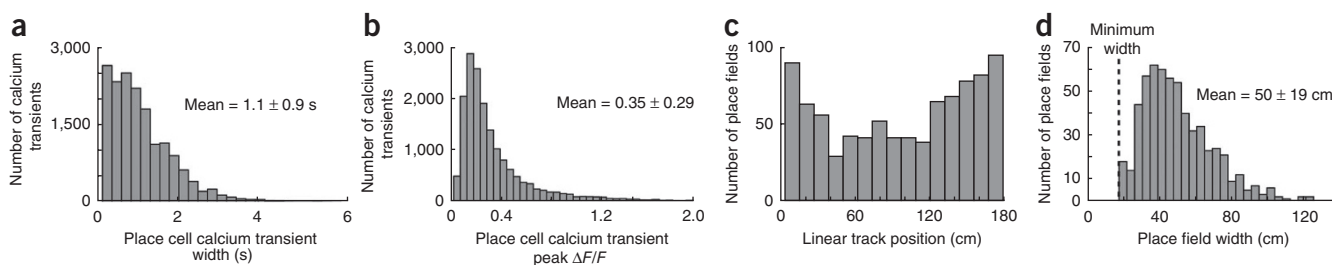 a
Number of calcium
transients
3,000
1,500
0
Mean = 1.1 ± 0.9 s
0 2 4 6
Place cell calcium transient
width (s)
b
Number of calcium
transients
3,000
2,000
1,000
0
Mean = 0.35 ± 0.29
0 0.4 1.2 2.0
Place cell calcium transient
peak ΔF/F
c
Number of place fields
100
50
0
0 60 120 180
Linear track position (cm)
d
Number of place fields
Minimum
width
70
50
30
10
0
Mean = 50 ± 19 cm
0 40 80 120
Place field width (cm)